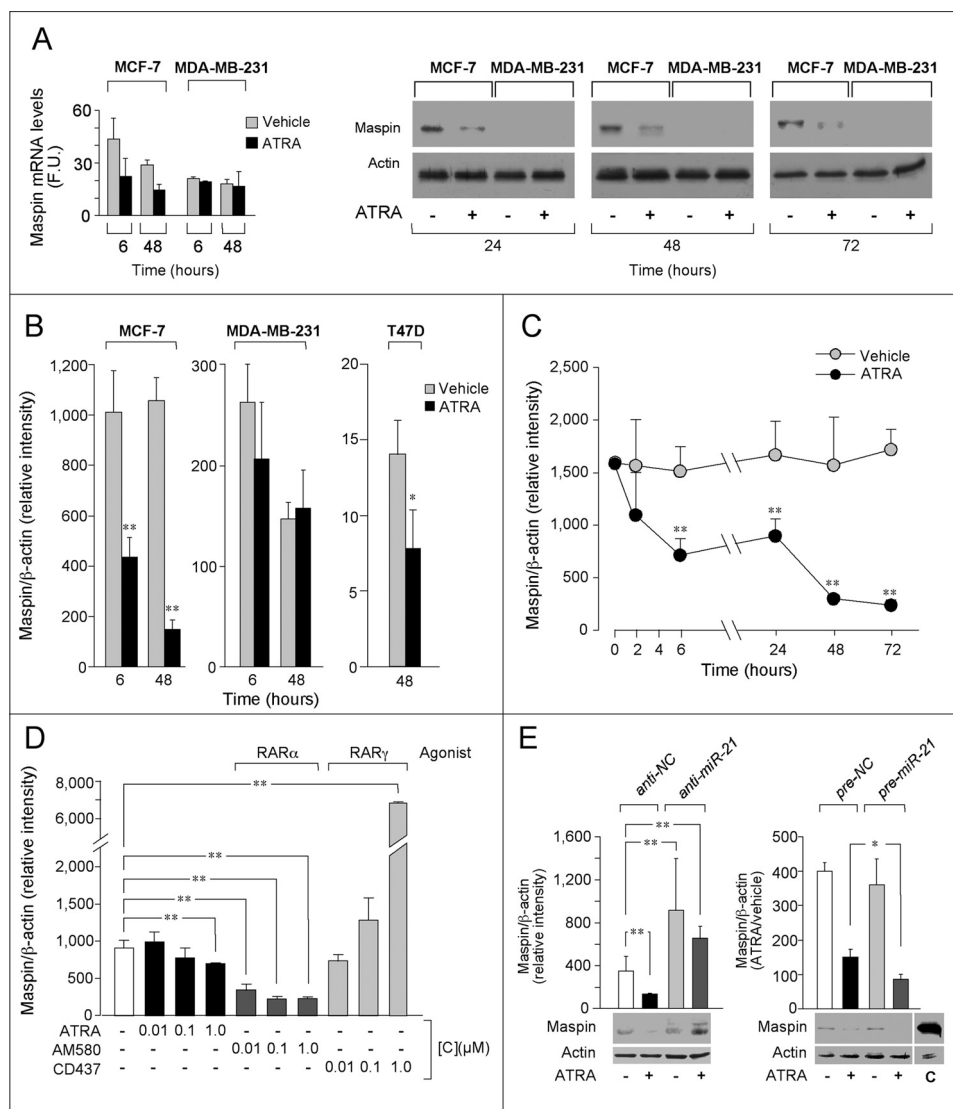 A
MCF-7 MDA-MB-231
Maspin mRNA levels
(F.U.)
60
30
15
0
Vehicle
ATRA
6 48 6 48
Time (hours)
MCF-7 MDA-MB-231 MCF-7 MDA-MB-231 MCF-7 MDA-MB-231
Maspin
Actin
ATRA - + - + - + - + - + - +
24 48 72
Time (hours)
B
MCF-7 MDA-MB-231 T47D
Maspin/β-actin (relative intensity)
1,200
1,000
800
600
400
200
0
300
200
100
0
20
15
10
5
0
Vehicle
ATRA
** ** *
6 48 6 48 48
Time (hours)
C
Maspin/β-actin (relative intensity)
2,500
2,000
1,500
1,000
500
0
Vehicle
ATRA
** ** ** **
0 2 4 6 24 48 72
Time (hours)
D
RARα RARγ Agonist
Maspin/β-actin (relative intensity)
8,000
6,000
2,000
1,500
1,000
500
0
**
**
**
**
**
ATRA - 0.01 0.1 1.0 - - - - - -
AM580 - - - - 0.01 0.1 1.0 - - -
CD437 - - - - - - - 0.01 0.1 1.0
[C](μM)
E
anti-NC anti-miR-21
Maspin/β-actin
(relative intensity)
1,600
1,200
800
400
0
**
**
**
Maspin
Actin
ATRA - + - +
pre-NC pre-miR-21
Maspin/β-actin
(ATRA/vehicle)
500
400
300
200
100
0
*
Maspin
Actin
ATRA - + - + C